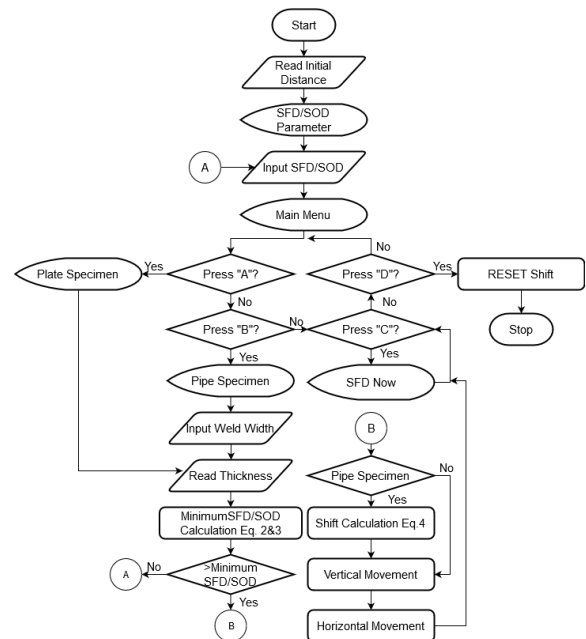 Start
Read Initial
Distance
SFD/SOD
Parameter
A
Input SFD/SOD
Main Menu
No
Plate Specimen
Yes
Press "A"?
Press "D"?
Yes
RESET Shift
No
No
Press "B"?
No
Press "C"?
Stop
Yes
Yes
Pipe Specimen
SFD Now
Input Weld Width
B
Read Thickness
Pipe Specimen
No
Yes
MinimumSFD/SOD
Calculation Eq. 2&3
Shift Calculation Eq.4
A
No
>Minimum
SFD/SOD
Vertical Movement
Yes
B
Horizontal Movement